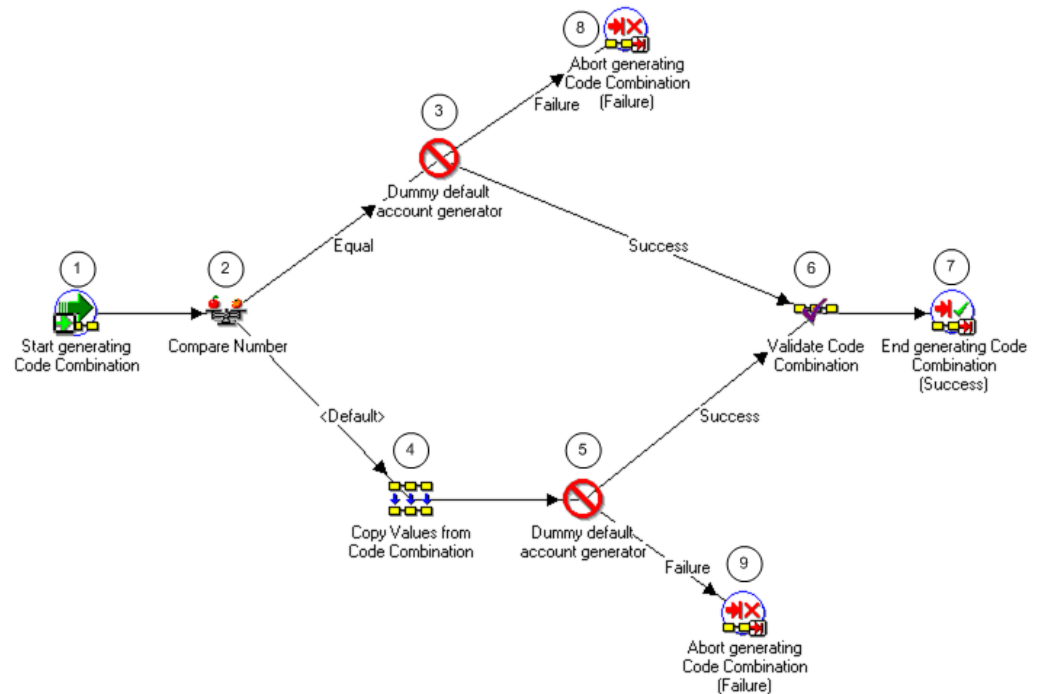 8
Abort generating
Code Combination
(Failure)
Failure
3
Dummy default
account generator
Equal
Success
1
Start generating
Code Combination
2
Compare Number
6
Validate Code
Combination
7
End generating Code
Combination
(Success)
<Default>
4
Copy Values from
Code Combination
5
Dummy default
account generator
Success
Failure
9
Abort generating
Code Combination
(Failure)